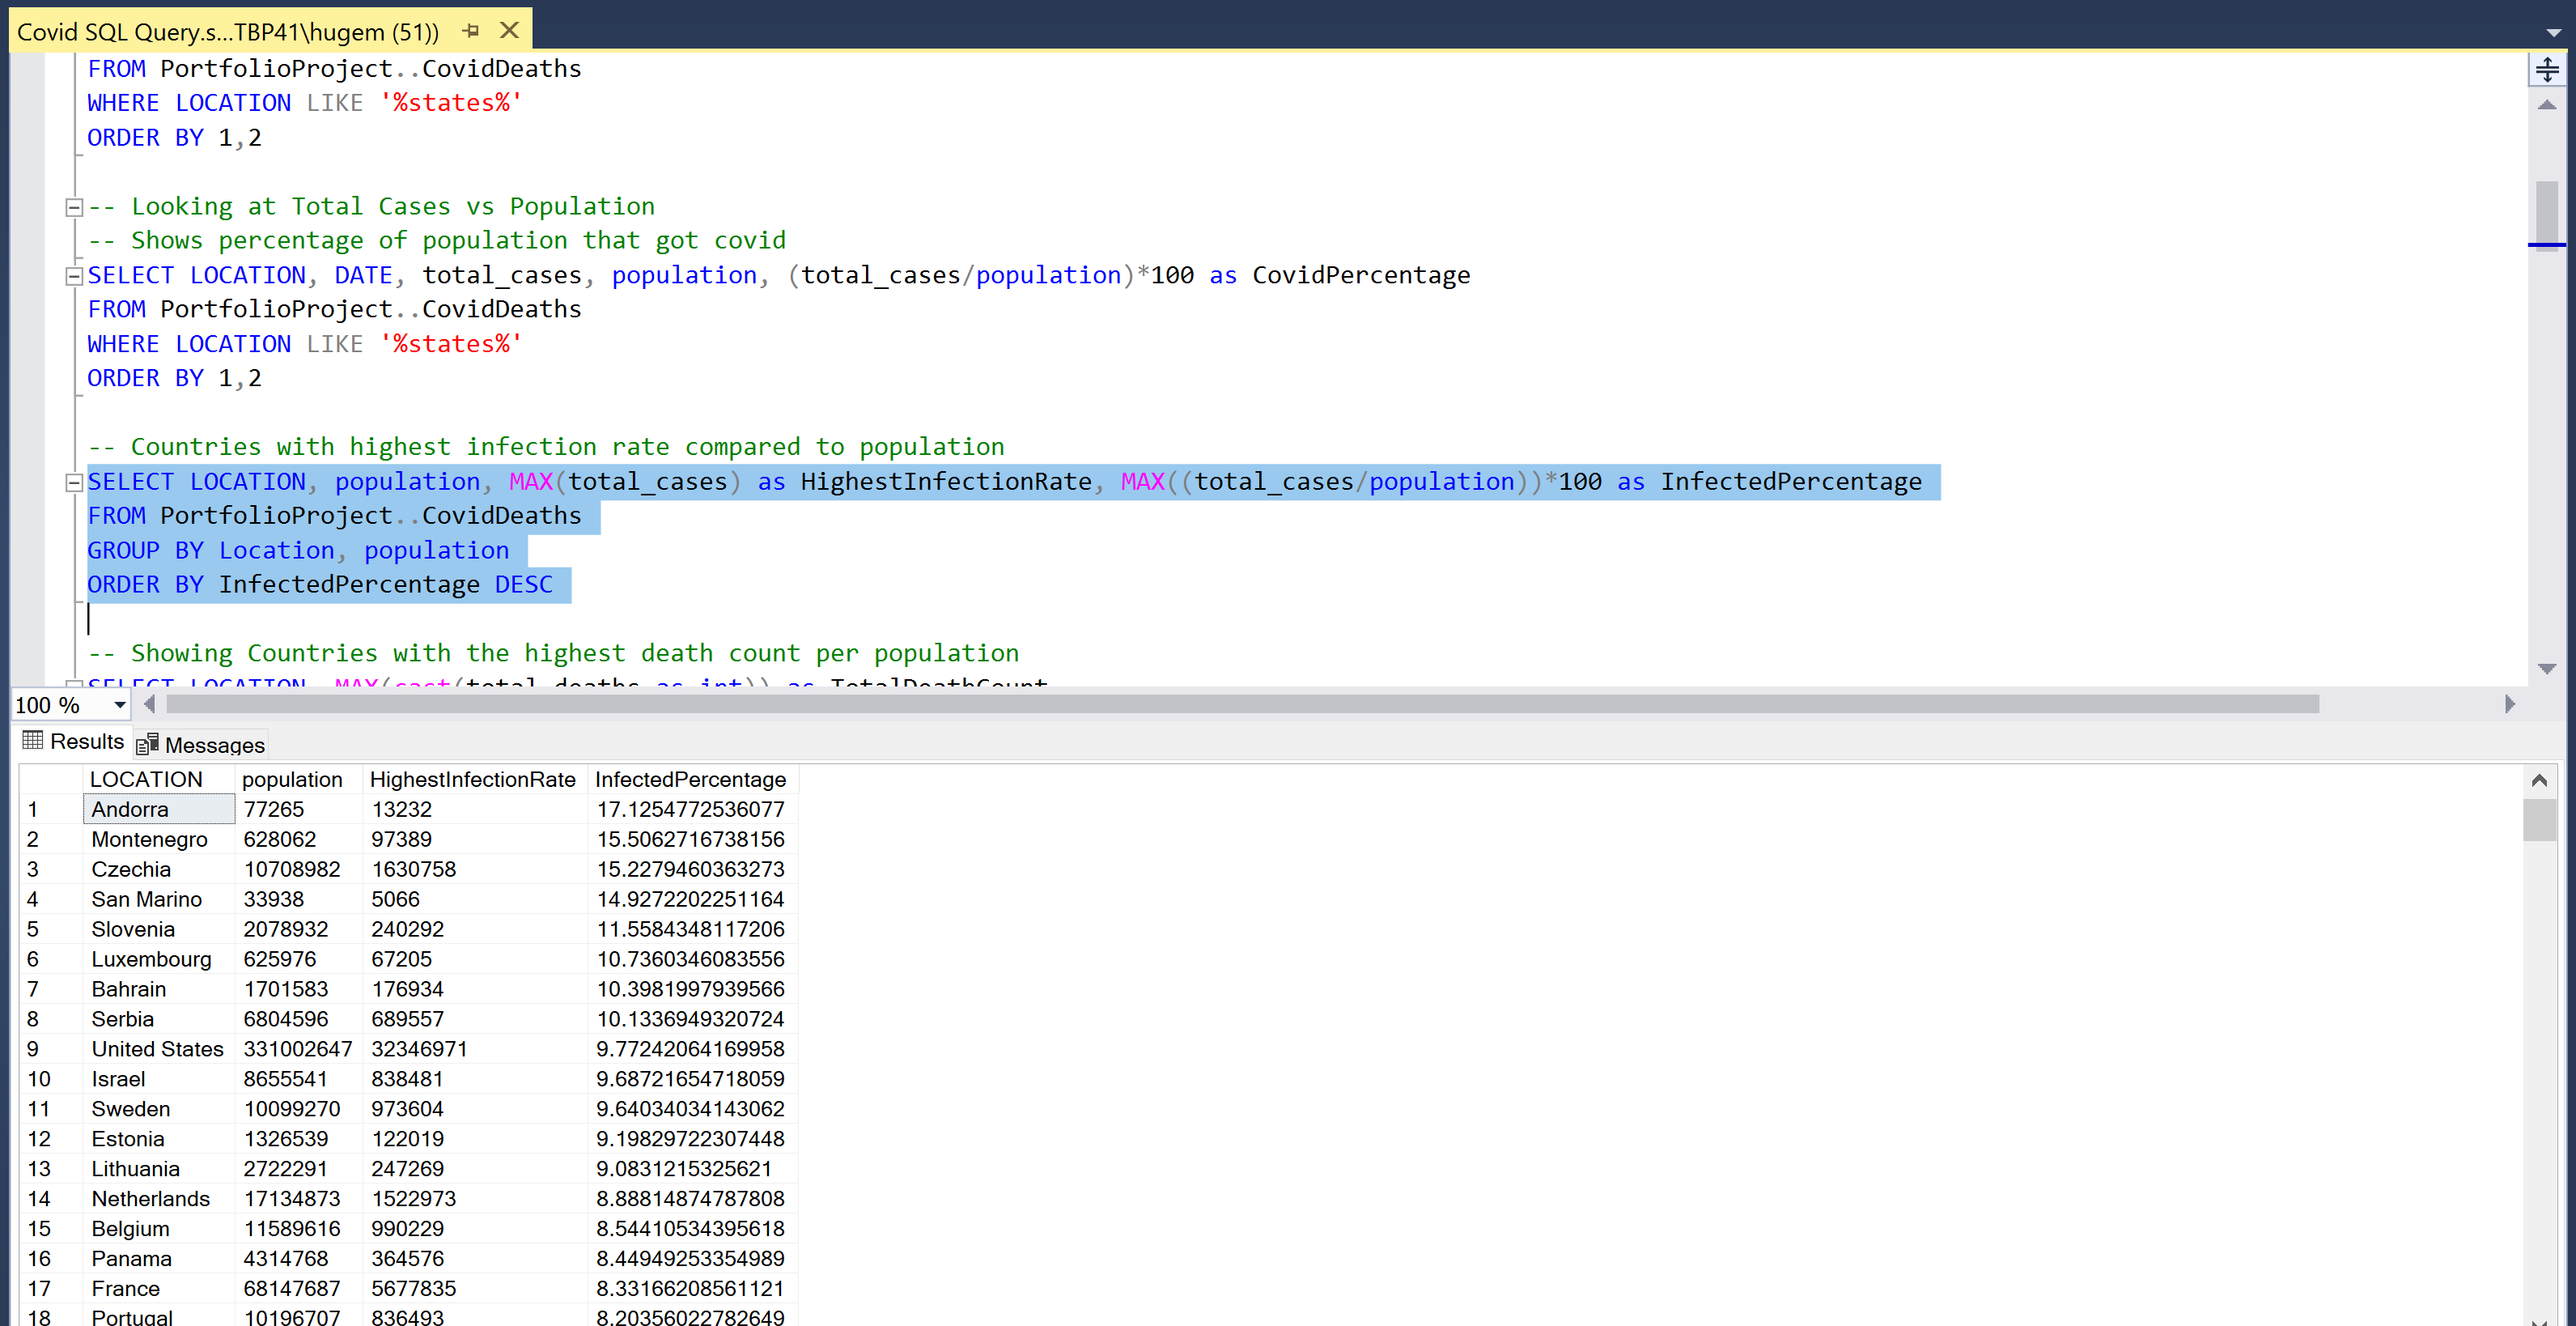 Covid SQL Query.s...TBP41\hugem (51))
FROM PortfolioProject..CovidDeaths
WHERE LOCATION LIKE '%states%'
ORDER BY 1,2
-- Looking at Total Cases vs Population
-- Shows percentage of population that got covid
SELECT LOCATION, DATE, total_cases, population, (total_cases/population)*100 as CovidPercentage
FROM PortfolioProject..CovidDeaths
WHERE LOCATION LIKE '%states%'
ORDER BY 1,2
-- Countries with highest infection rate compared to population
SELECT LOCATION, population, MAX(total_cases) as HighestInfectionRate, MAX((total_cases/population))*100 as InfectedPercentage
FROM PortfolioProject..CovidDeaths
GROUP BY Location, population
ORDER BY InfectedPercentage DESC
-- Showing Countries with the highest death count per population
SELECT LOCATION, MAX(cast(total_deaths as int)) as TotalDeathCount
100 %
Results Messages
LOCATION population HighestInfectionRate InfectedPercentage
1 Andorra 77265 13232 17.1254772536077
2 Montenegro 628062 97389 15.5062716738156
3 Czechia 10708982 1630758 15.2279460363273
4 San Marino 33938 5066 14.9272202251164
5 Slovenia 2078932 240292 11.5584348117206
6 Luxembourg 625976 67205 10.7360346083556
7 Bahrain 1701583 176934 10.3981997939566
8 Serbia 6804596 689557 10.1336949320724
9 United States 331002647 32346971 9.77242064169958
10 Israel 8655541 838481 9.68721654718059
11 Sweden 10099270 973604 9.64034034143062
12 Estonia 1326539 122019 9.19829722307448
13 Lithuania 2722291 247269 9.0831215325621
14 Netherlands 17134873 1522973 8.88814874787808
15 Belgium 11589616 990229 8.54410534395618
16 Panama 4314768 364576 8.44949253354989
17 France 68147687 5677835 8.33166208561121
18 Portugal 10196707 836493 8.20356022782649